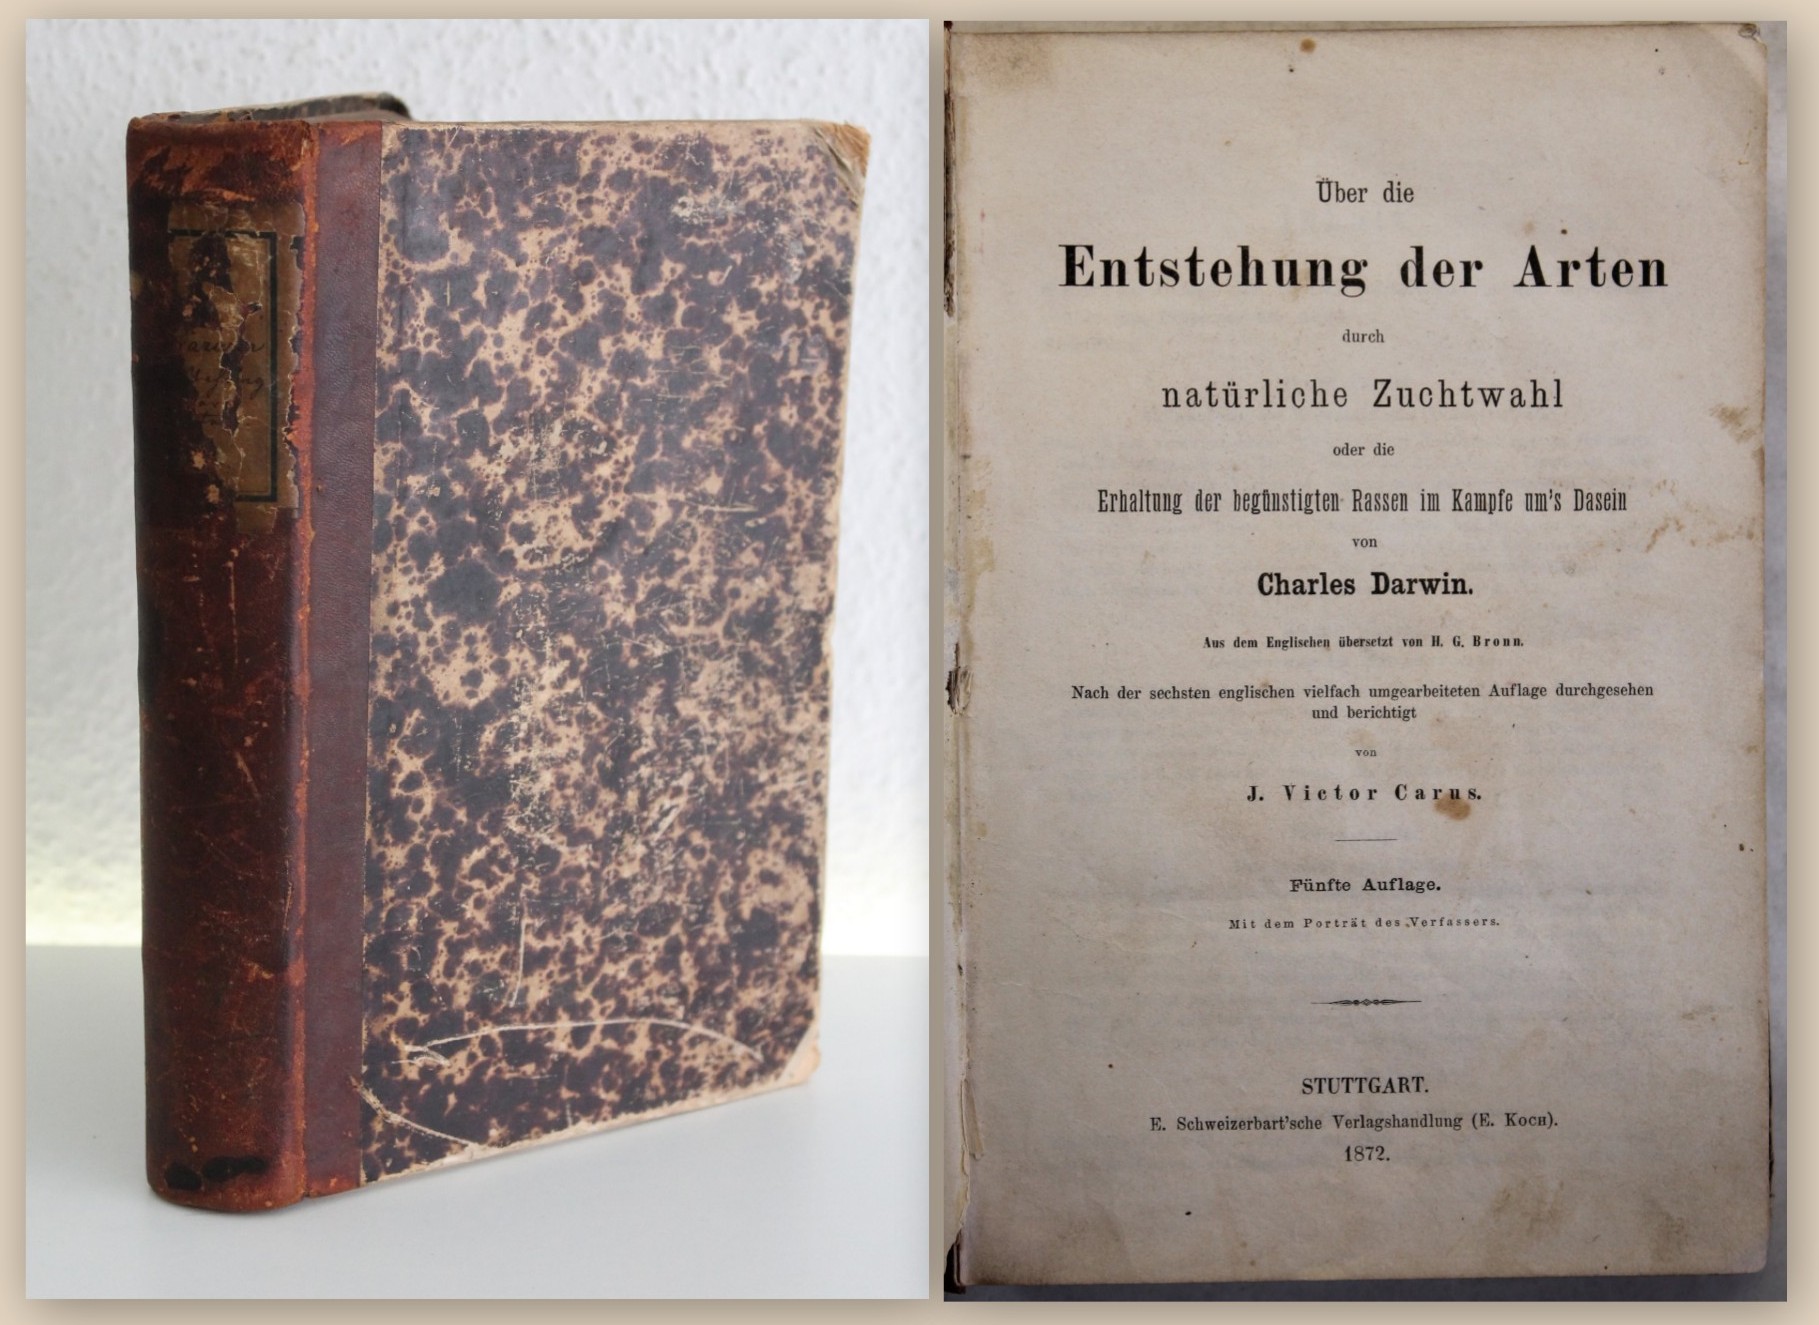 Über die
Entstehung der Arten
durch
natürliche Zuchtwahl
oder die
Erhaltung der begünstigten Rassen im Kampfe um's Dasein
von
Charles Darwin.
Aus dem Englischen übersetzt von H. G. Bronn.
Nach der sechsten englischen vielfach umgearbeiteten Auflage durchgesehen
und berichtigt
von
J. Victor Carus.
Fünfte Auflage.
Mit dem Porträt des Verfassers.
STUTTGART.
E. Schweizerbart'sche Verlagshandlung (E. KOCH).
1872.